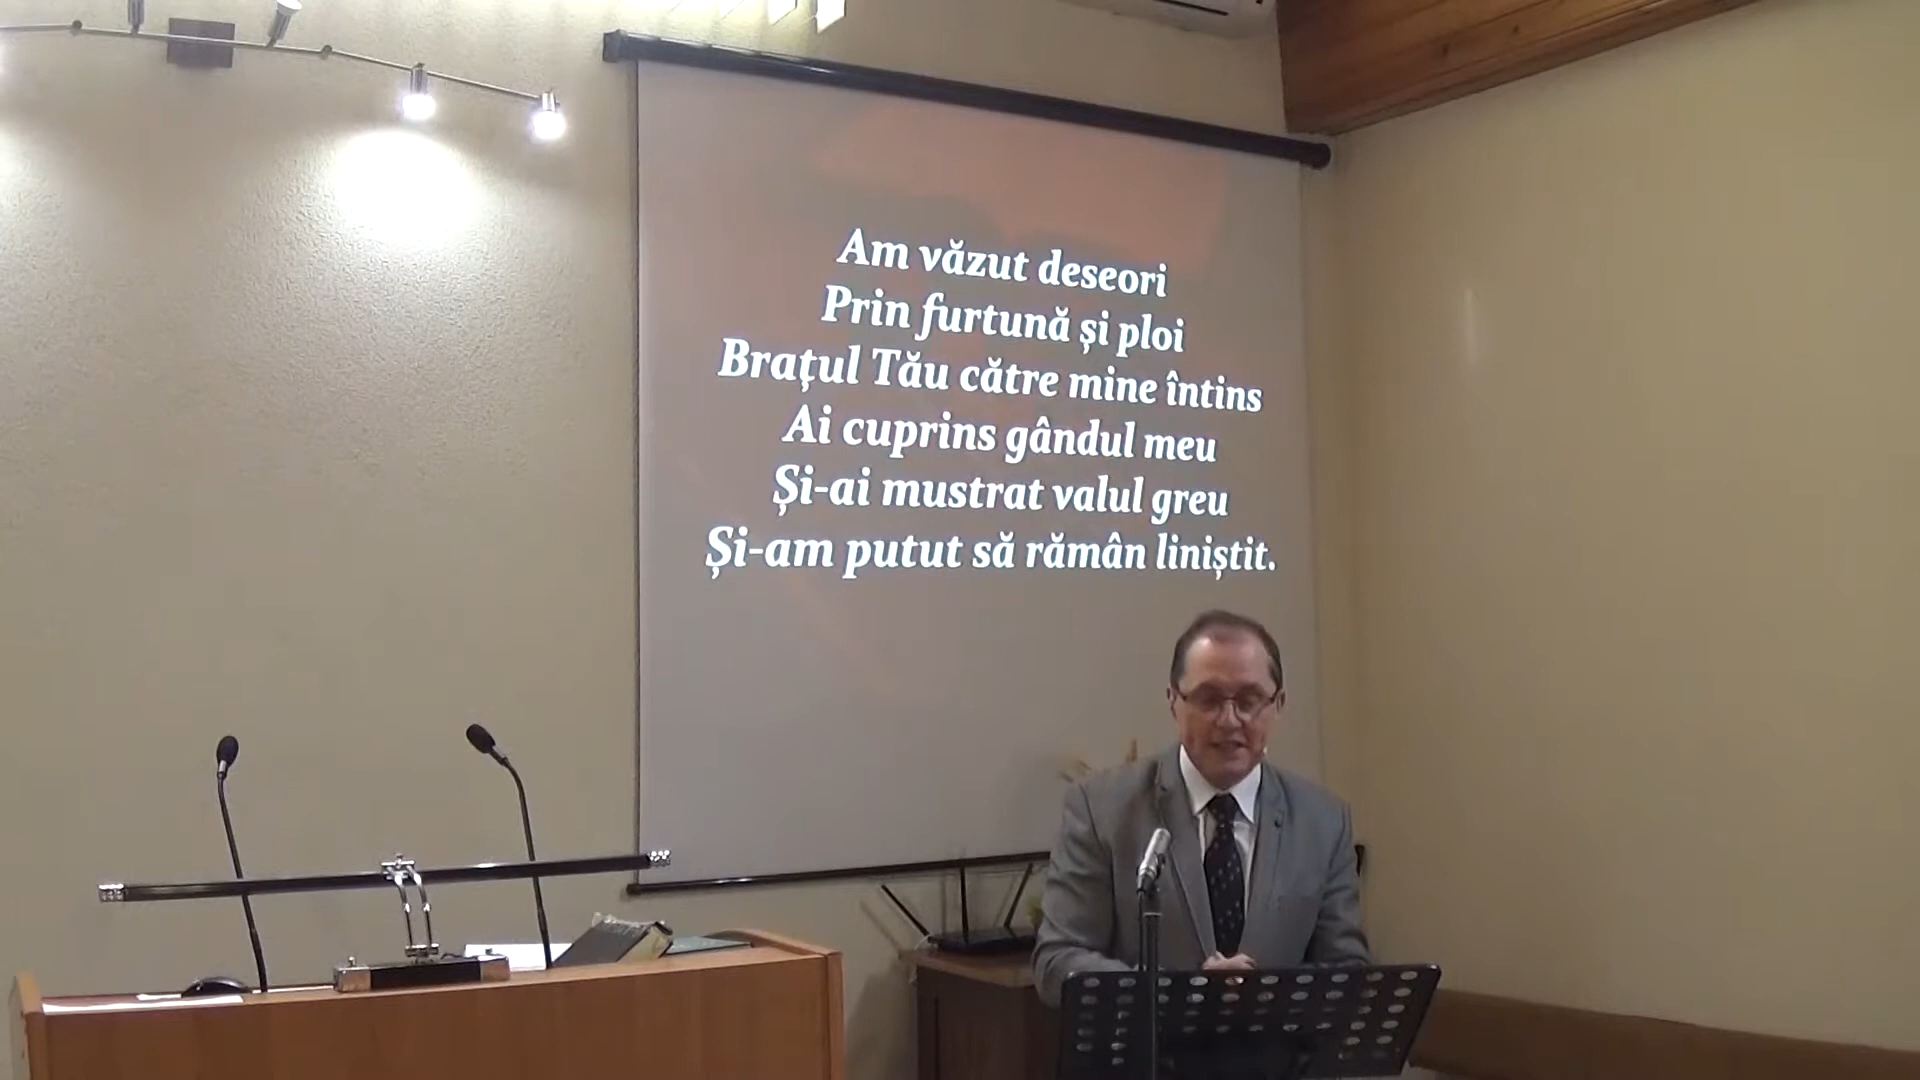 Am văzut deseori
Prin furtună și ploi
Brațul Tău către mine întins
Ai cuprins gândul meu
Și-ai mustrat valul greu
Și-am putut să rămân liniștit.